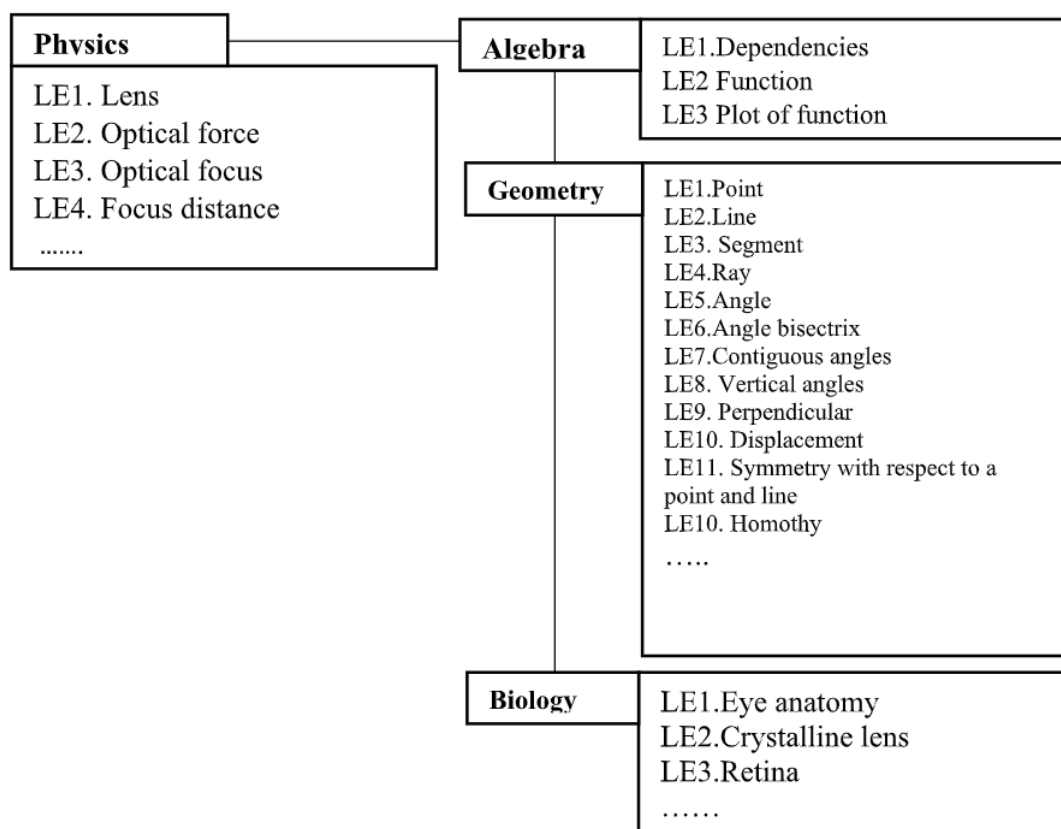 Physics
LE1. Lens
LE2. Optical force
LE3. Optical focus
LE4. Focus distance
.......
Algebra
LE1.Dependencies
LE2 Function
LE3 Plot of function
Geometry
LE1.Point
LE2.Line
LE3. Segment
LE4.Ray
LE5.Angle
LE6.Angle bisectrix
LE7.Contiguous angles
LE8. Vertical angles
LE9. Perpendicular
LE10. Displacement
LE11. Symmetry with respect to a
point and line
LE10. Homothy
…..
Biology
LE1.Eye anatomy
LE2.Crystalline lens
LE3.Retina
……